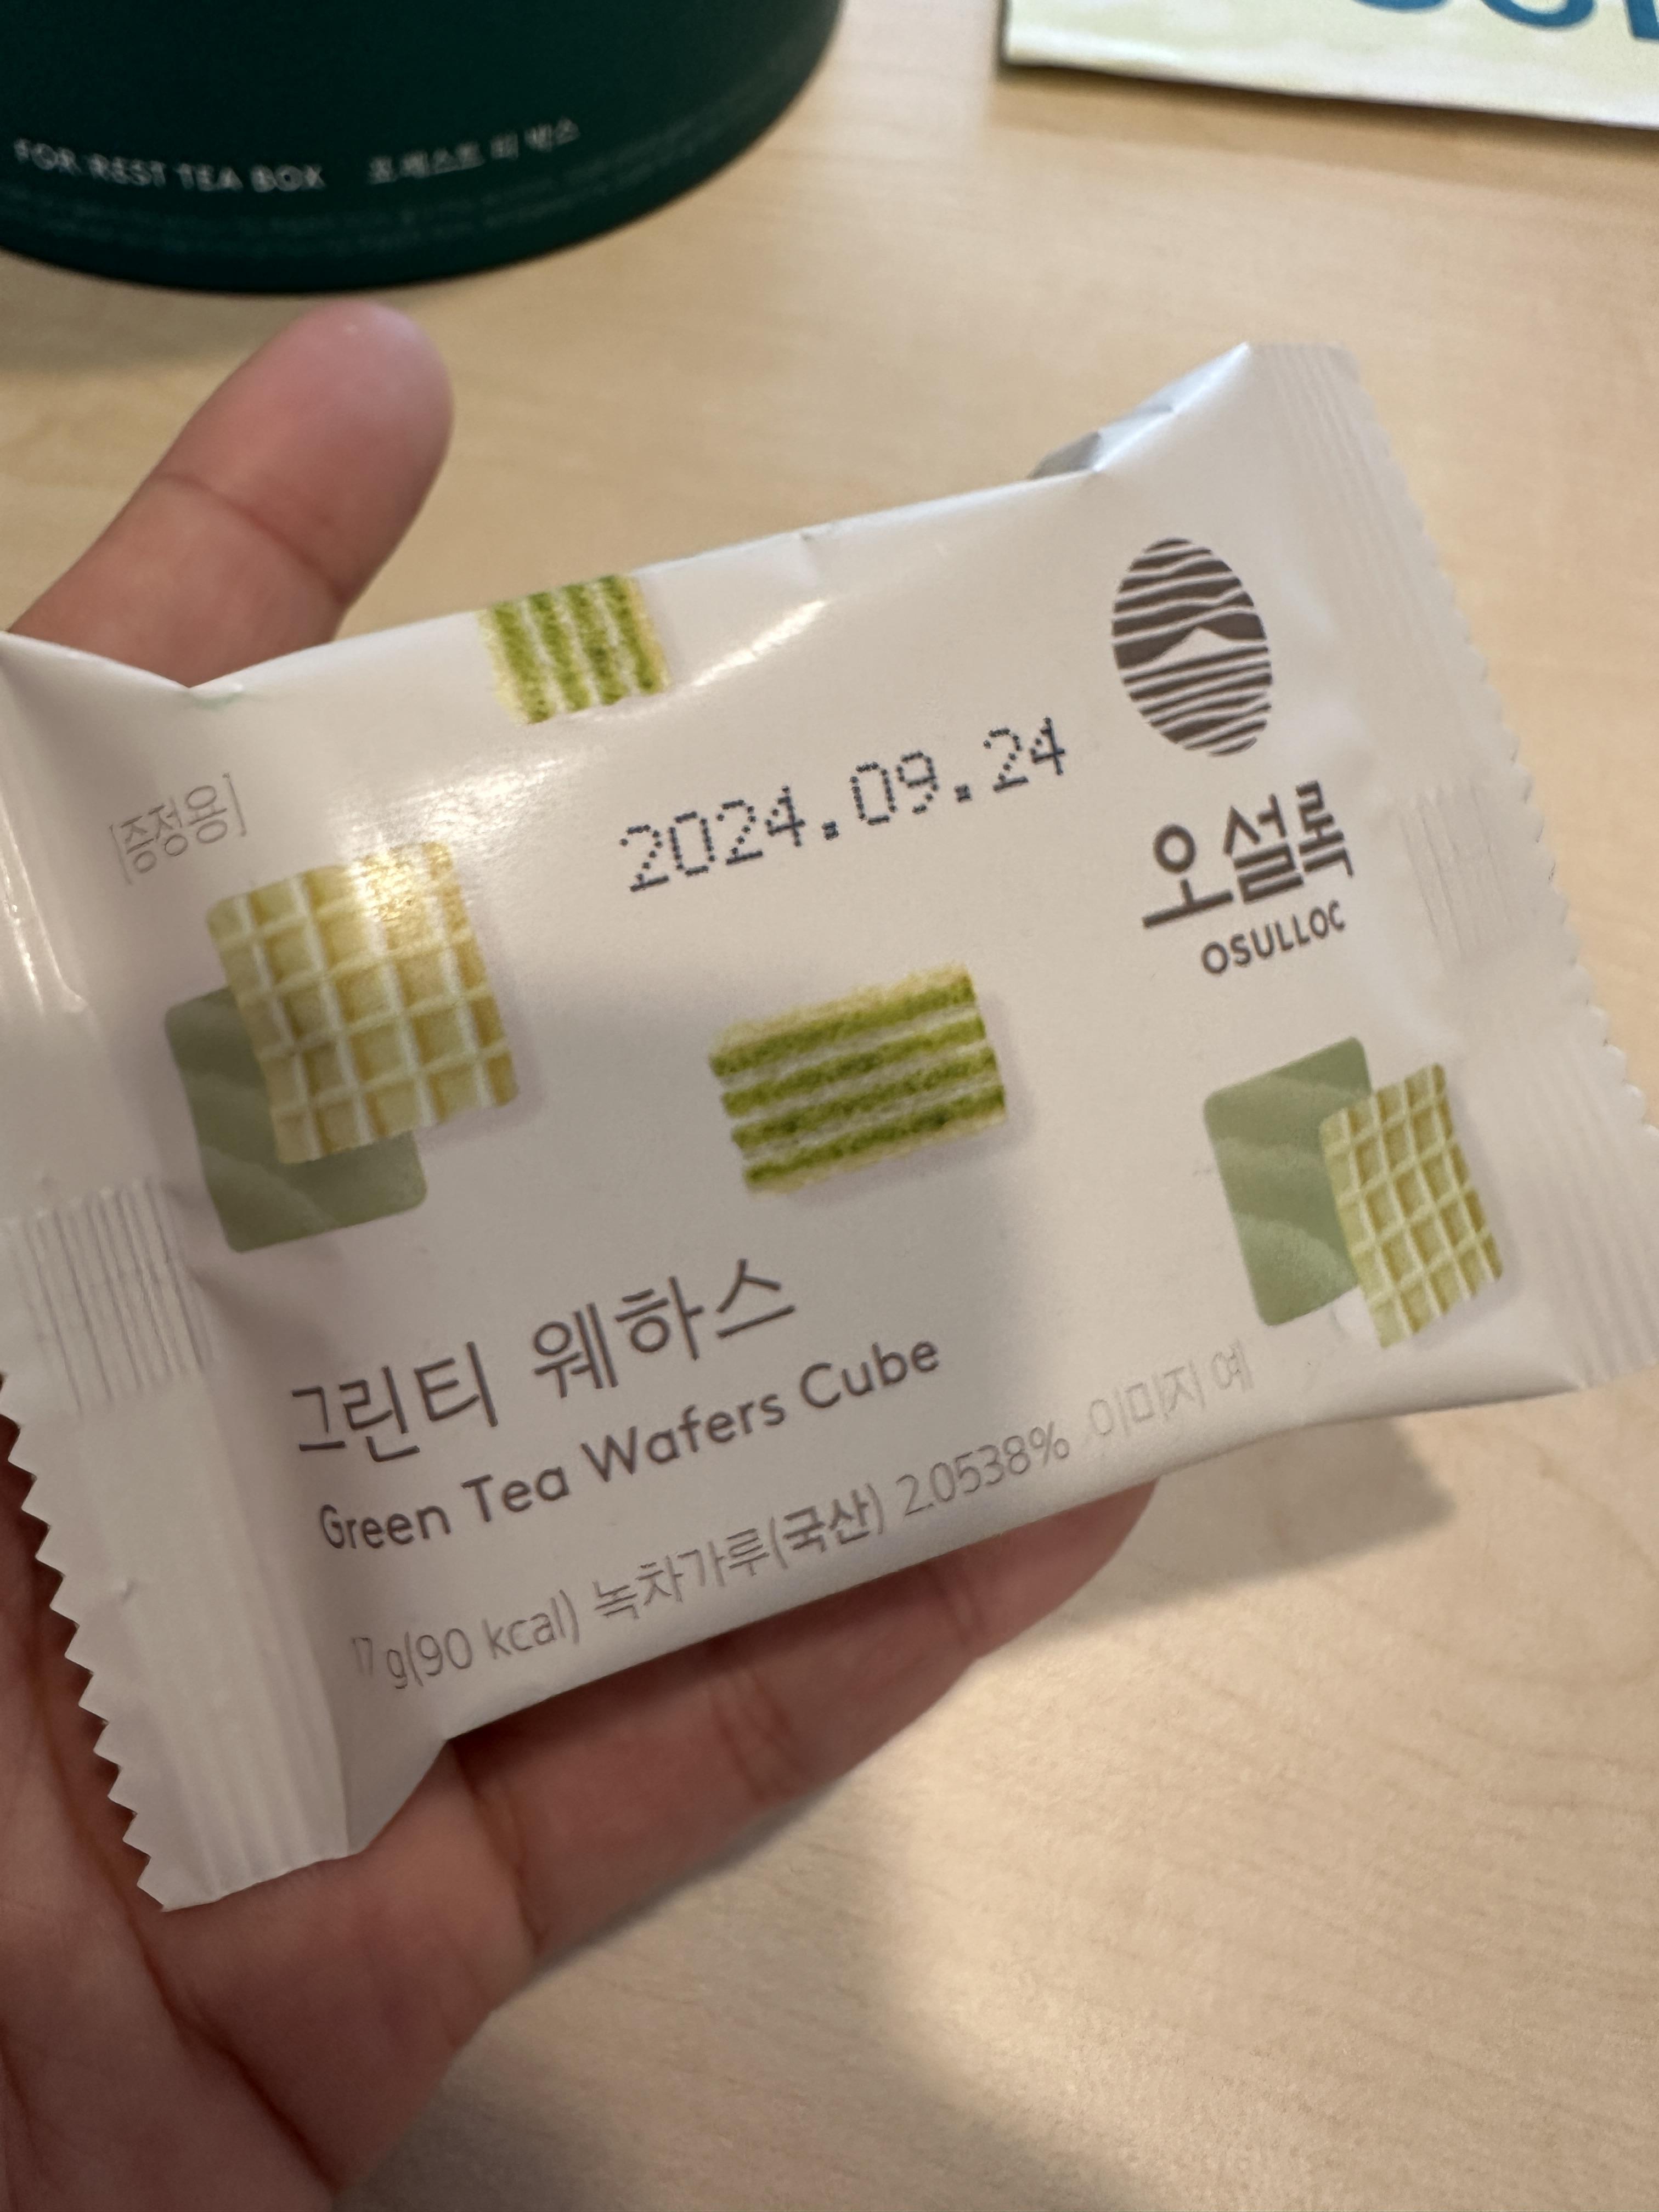 FOR:REST TEA BOX 포레스트 티 박스
[증정용]
2024.09.24
오설록
OSULLOC
그린티 웨하스
Green Tea Wafers Cube
17 g(90 kcal) 녹차가루(국산) 2.0538% 이미지 예